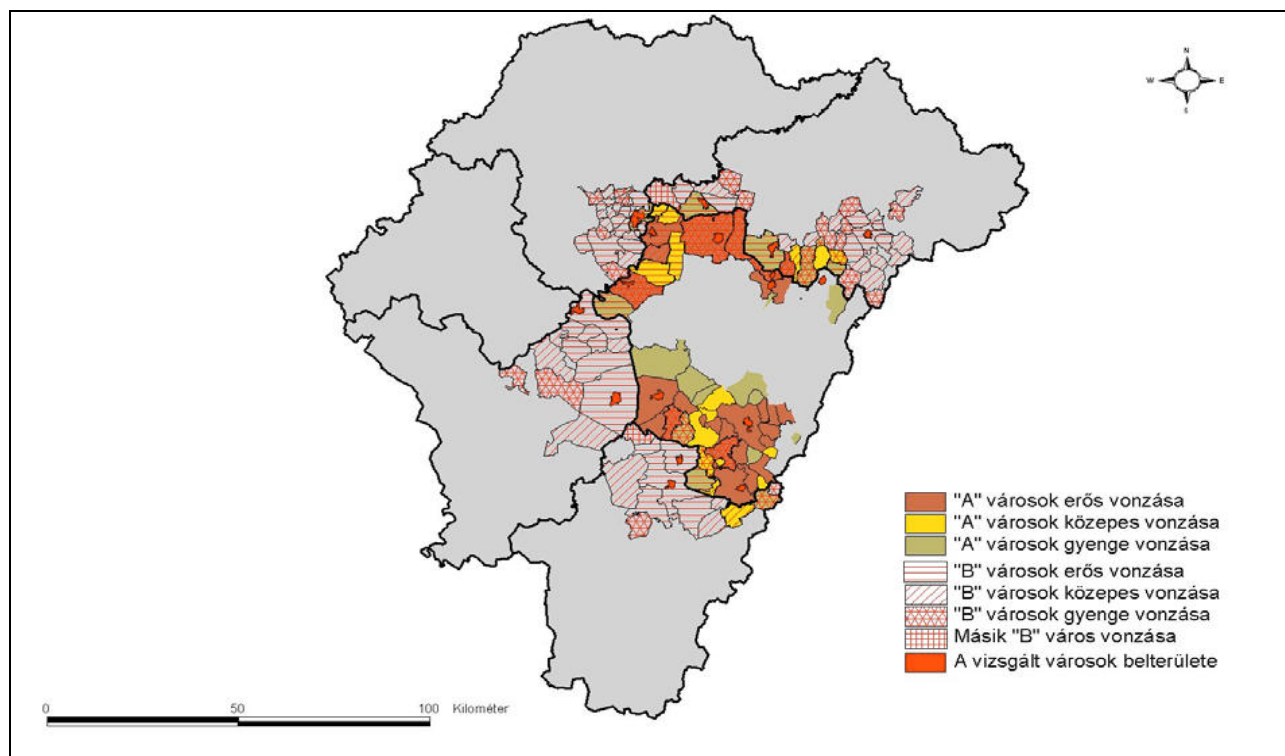 N
W E
S
"A" városok erős vonzása
"A" városok közepes vonzása
"A" városok gyenge vonzása
"B" városok erős vonzása
"B" városok közepes vonzása
"B" városok gyenge vonzása
Másik "B" város vonzása
A vizsgált városok belterülete
0 50 100 Kilométer